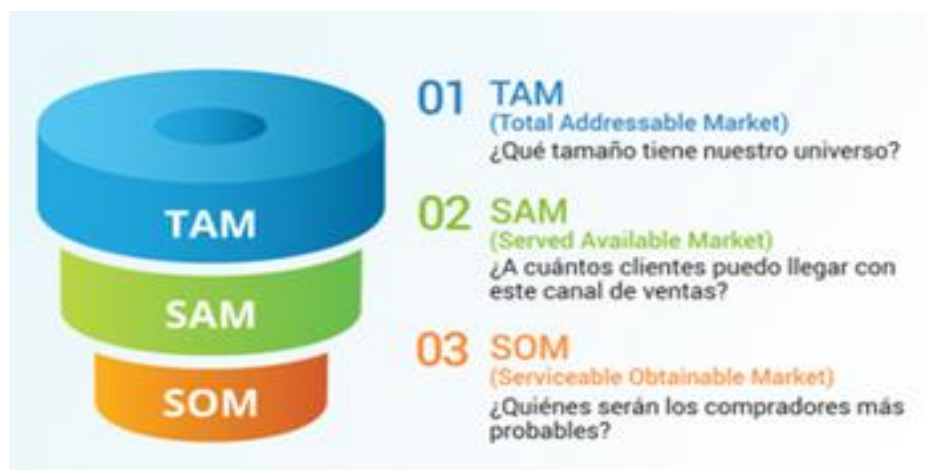 TAM
SAM
SOM
01 TAM
(Total Addressable Market)
¿Qué tamaño tiene nuestro universo?
02 SAM
(Served Available Market)
¿A cuántos clientes puedo llegar con
este canal de ventas?
03 SOM
(Serviceable Obtainable Market)
¿Quiénes serán los compradores más
probables?